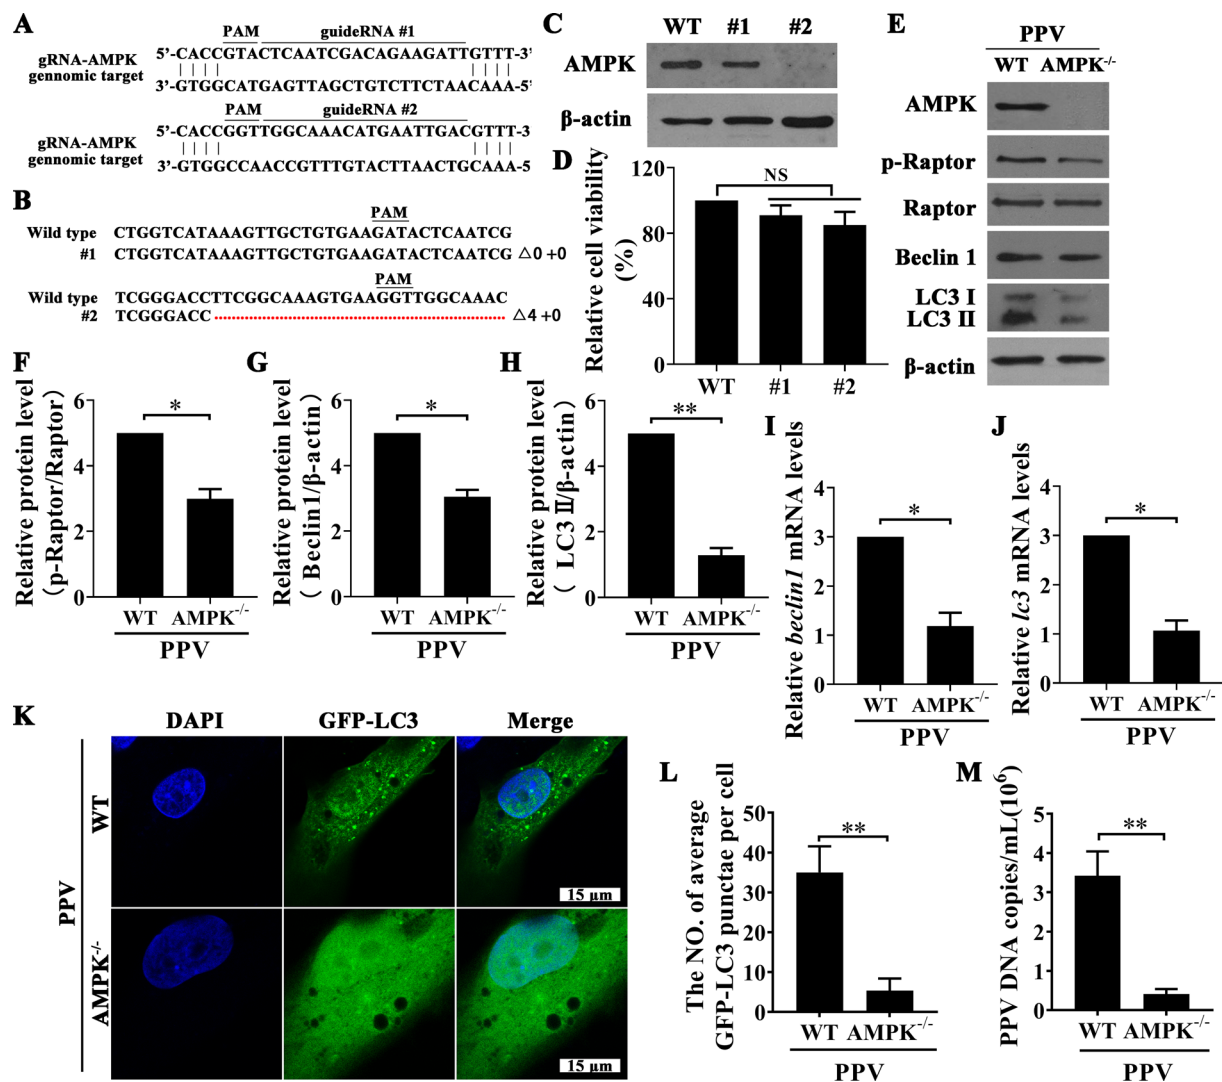 A
PAM guideRNA #1
gRNA-AMPK gennomic target
5’-CACCGTACTCAATCGACAGAAGATTGTTT-3’
3’-GTGGCATGAGTTAGCTGTCTTCTAACAAA-5’
PAM guideRNA #2
gRNA-AMPK gennomic target
5’-CACCGGTTGGCAAACATGAATTGACGTTT-3
3’-GTGGCCAACCGTTTGTACTTAACTGCAAA-5
B
PAM
Wild type CTGGTCATAAAGTTGCTGTGAAGATACTCAATCG
#1 CTGGTCATAAAGTTGCTGTGAAGATACTCAATCG △0 +0
PAM
Wild type TCGGGACCTTCGGCAAAGTGAAGGTTGGCAAAC
#2 TCGGGACC △4 +0
C
WT #1 #2
AMPK
β-actin
D
Relative cell viability (%)
120
80
40
0
NS
WT #1 #2
E
PPV
WT AMPK-/-
AMPK
p-Raptor
Raptor
Beclin 1
LC3 I
LC3 II
β-actin
F
Relative protein level
(p-Raptor/Raptor)
6
4
2
0
*
WT AMPK-/-
PPV
G
Relative protein level
( Beclin1/β-actin)
6
4
2
0
*
WT AMPK-/-
PPV
H
Relative protein level
( LC3Ⅱ/β-actin)
6
4
2
0
**
WT AMPK-/-
PPV
I
Relative beclin1 mRNA levels
4
3
2
1
0
*
WT AMPK-/-
PPV
J
Relative lc3 mRNA levels
4
3
2
1
0
*
WT AMPK-/-
PPV
K
DAPI GFP-LC3 Merge
PPV
WT
15 μm
AMPK-/-
15 μm
L
The NO. of average
GFP-LC3 punctae per cell
50
40
30
20
10
0
**
WT AMPK-/-
PPV
M
PPV DNA copies/mL(10⁶)
5
4
3
2
1
0
**
WT AMPK-/-
PPV